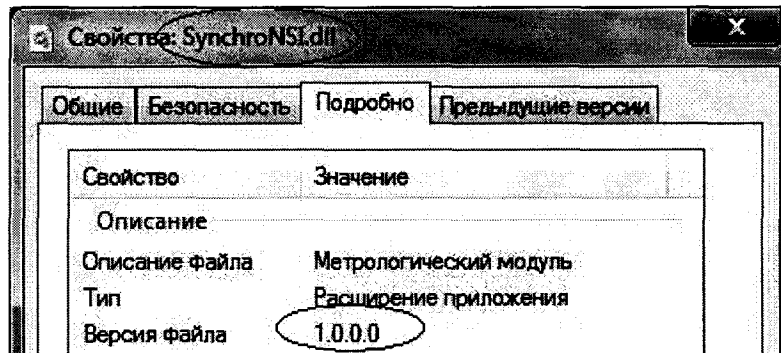 Свойства: SynchroNSI.dll
X
Общие Безопасность Подробно Предыдущие версии
Свойство Значение
Описание
Описание файла Метрологический модуль
Тип Расширение приложения
Версия файла 1.0.0.0